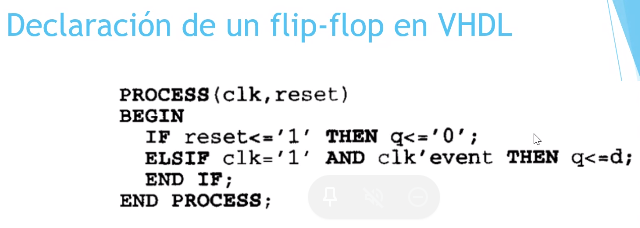 Declaración de un flip-flop en VHDL
PROCESS(clk,reset)
BEGIN
IF reset<='1' THEN q<='0';
ELSIF clk='1' AND clk'event THEN q<=d;
END IF;
END PROCESS;